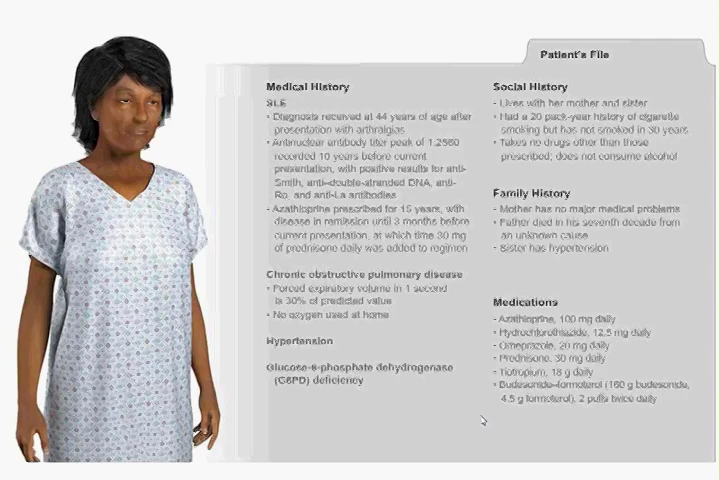 Patient's File
Medical History
SLE
• Diagnosis received at 44 years of age after
presentation with arthralgias
• Antinuclear antibody titer peak of 1:2560
recorded 10 years before current
presentation, with positive results for anti-
Smith, anti–double-stranded DNA, anti-
Ro, and anti-La antibodies
• Azathioprine prescribed for 15 years, with
disease in remission until 3 months before
current presentation, at which time 30 mg
of prednisone daily was added to regimen
Chronic obstructive pulmonary disease
• Forced expiratory volume in 1 second
is 30% of predicted value
• No oxygen used at home
Hypertension
Glucose-6-phosphate dehydrogenase
(G6PD) deficiency
Social History
• Lives with her mother and sister
• Had a 20 pack-year history of cigarette
smoking but has not smoked in 30 years
• Takes no drugs other than those
prescribed; does not consume alcohol
Family History
• Mother has no major medical problems
• Father died in his seventh decade from
an unknown cause
• Sister has hypertension
Medications
• Azathioprine, 100 mg daily
• Hydrochlorothiazide, 12.5 mg daily
• Omeprazole, 20 mg daily
• Prednisone, 30 mg daily
• Tiotropium, 18 g daily
• Budesonide–formoterol (160 g budesonide,
4.5 g formoterol), 2 puffs twice daily